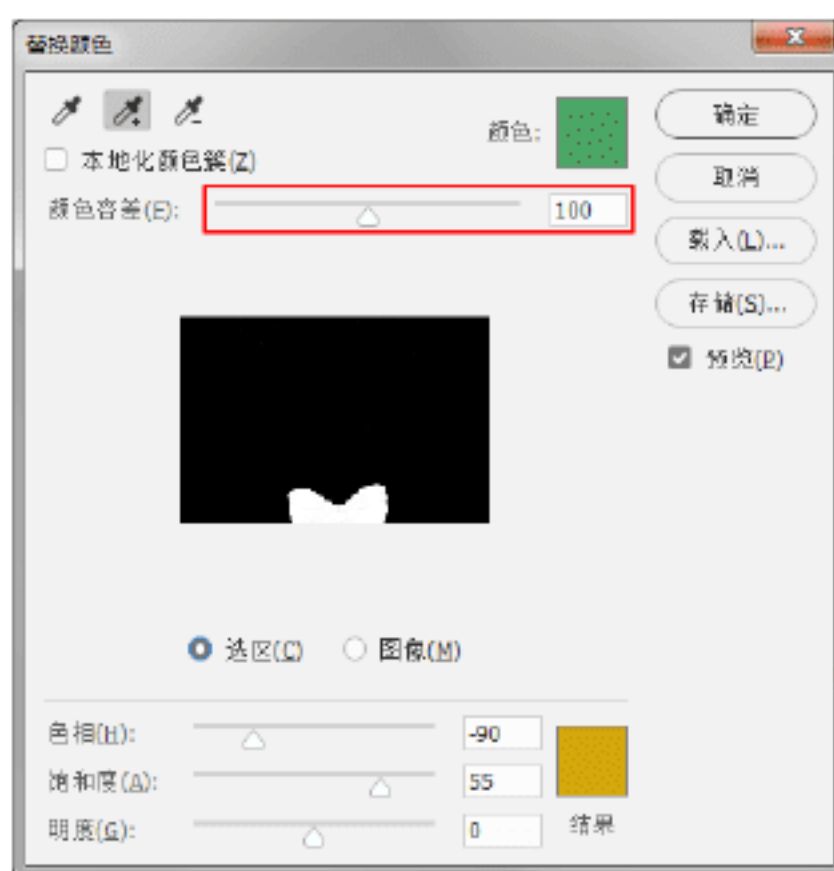 替换颜色
颜色:
本地化颜色簇(Z)
颜色容差(F):
100
确定
取消
载入(L)...
存储(S)...
预览(P)
选区(C)
图像(M)
色相(H):
-90
饱和度(A):
55
明度(G):
0
结果